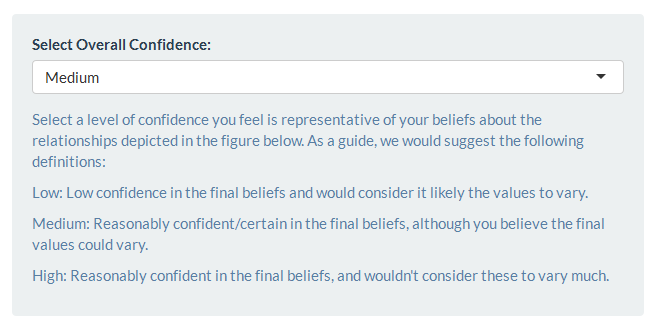 Select Overall Confidence:
Medium
Select a level of confidence you feel is representative of your beliefs about the
relationships depicted in the figure below. As a guide, we would suggest the following
definitions:
Low: Low confidence in the final beliefs and would consider it likely the values to vary.
Medium: Reasonably confident/certain in the final beliefs, although you believe the final
values could vary.
High: Reasonably confident in the final beliefs, and wouldn't consider these to vary much.